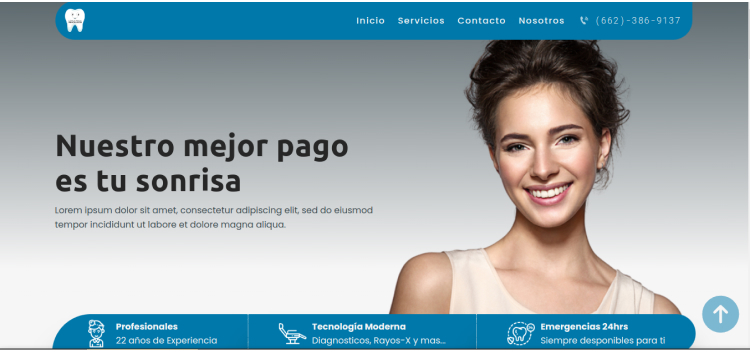 Inicio Servicios Contacto Nosotros (662)-386-9137
Nuestro mejor pago
es tu sonrisa
Lorem ipsum dolor sit amet, consectetur adipiscing elit, sed do eiusmod
tempor incididunt ut labore et dolore magna aliqua.
Profesionales
22 años de Experiencia
Tecnología Moderna
Diagnosticos, Rayos-X y mas...
Emergencias 24hrs
Siempre desponibles para ti